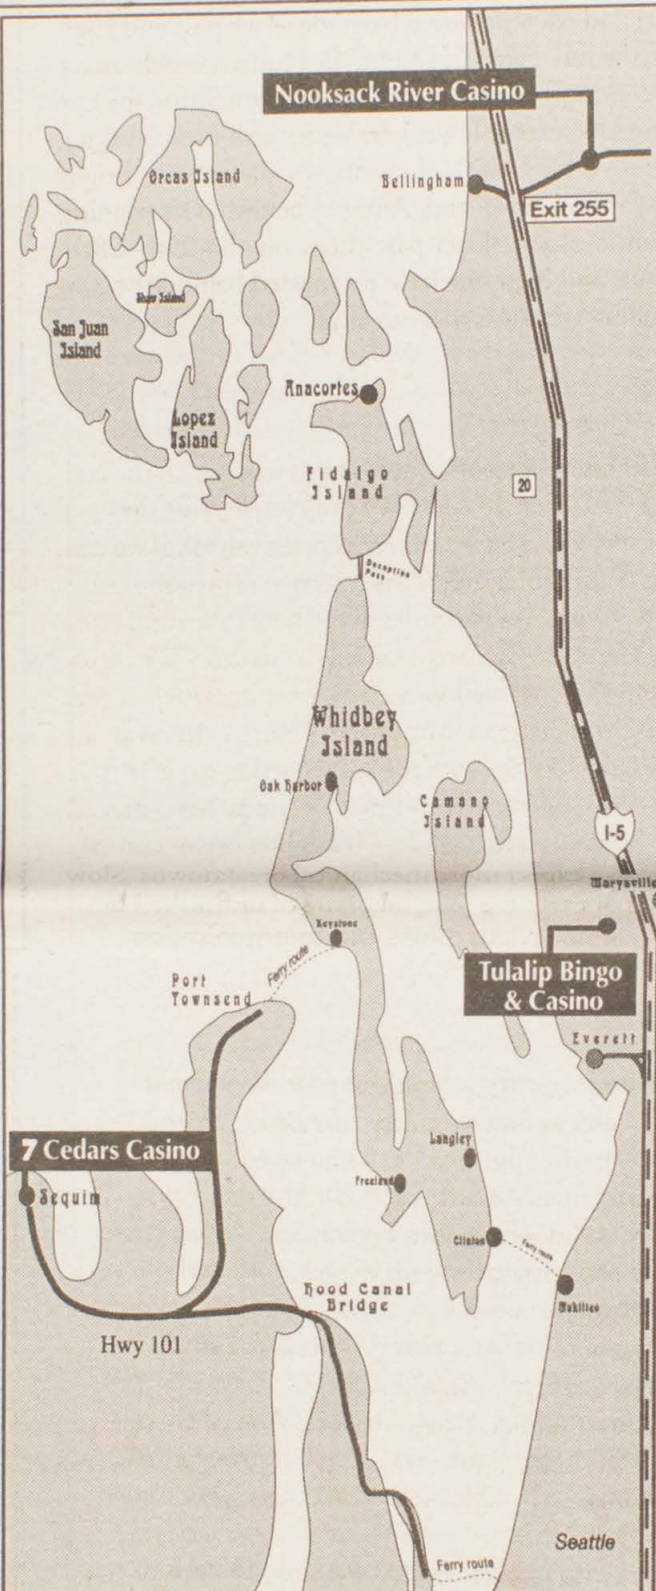 Nooksack River Casino
Orcas Island
Bellingham
Exit 255
Shaw Island
San Juan
Island
Anacortes
Lopez
Island
Fidalgo
Island
20
Deception
Pass
Whidbey
Island
Oak Harbor
Camano
Island
I-5
Marysville
Keystone
Ferry route
Port
Townsend
Tulalip Bingo
& Casino
Everett
7 Cedars Casino
Langley
Sequim
Freeland
Clinton
Ferry route
Hood Canal
Bridge
Mukilteo
Hwy 101
Seattle
Ferry route